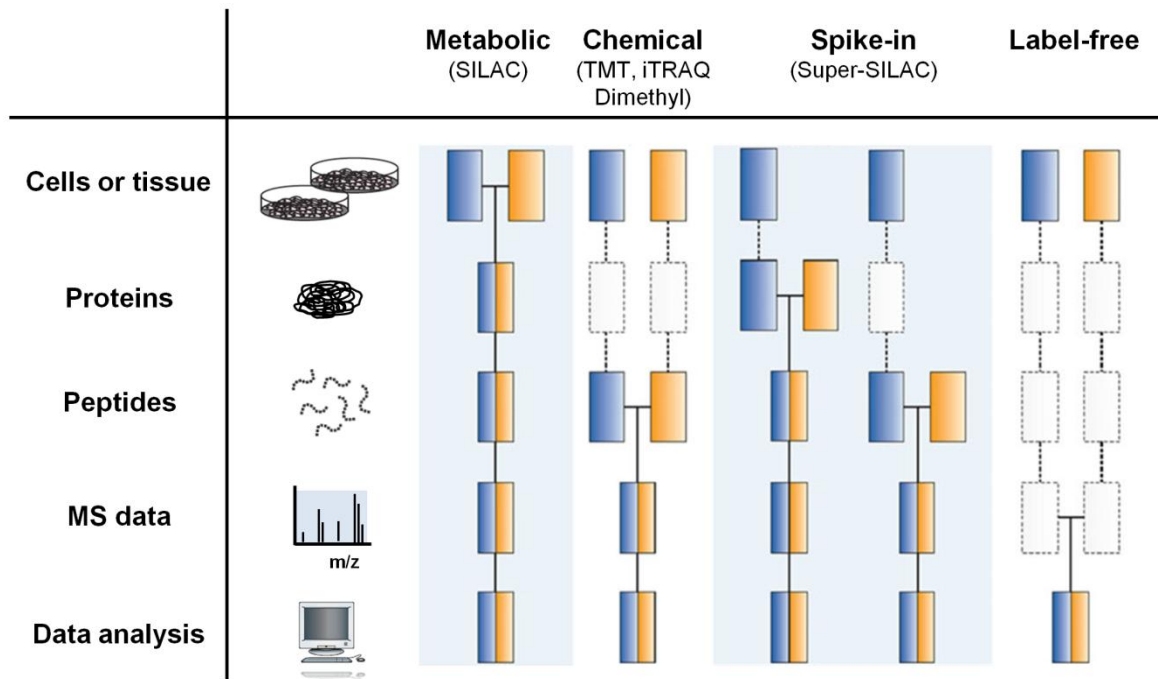 Metabolic
(SILAC)
Chemical
(TMT, iTRAQ
Dimethyl)
Spike-in
(Super-SILAC)
Label-free
Cells or tissue
Proteins
Peptides
MS data
m/z
Data analysis